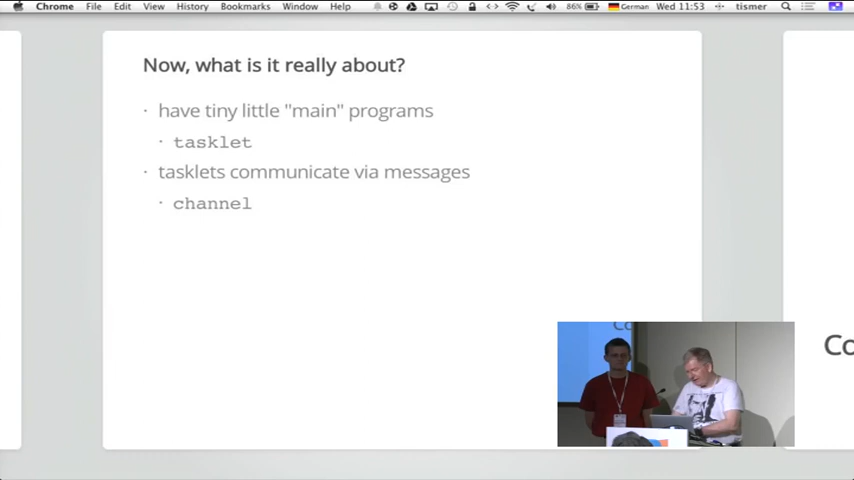 Chrome File Edit View History Bookmarks Window Help 86% German Wed 11:53 tismer
Now, what is it really about?
· have tiny little "main" programs
· tasklet
· tasklets communicate via messages
· channel
Co
Co